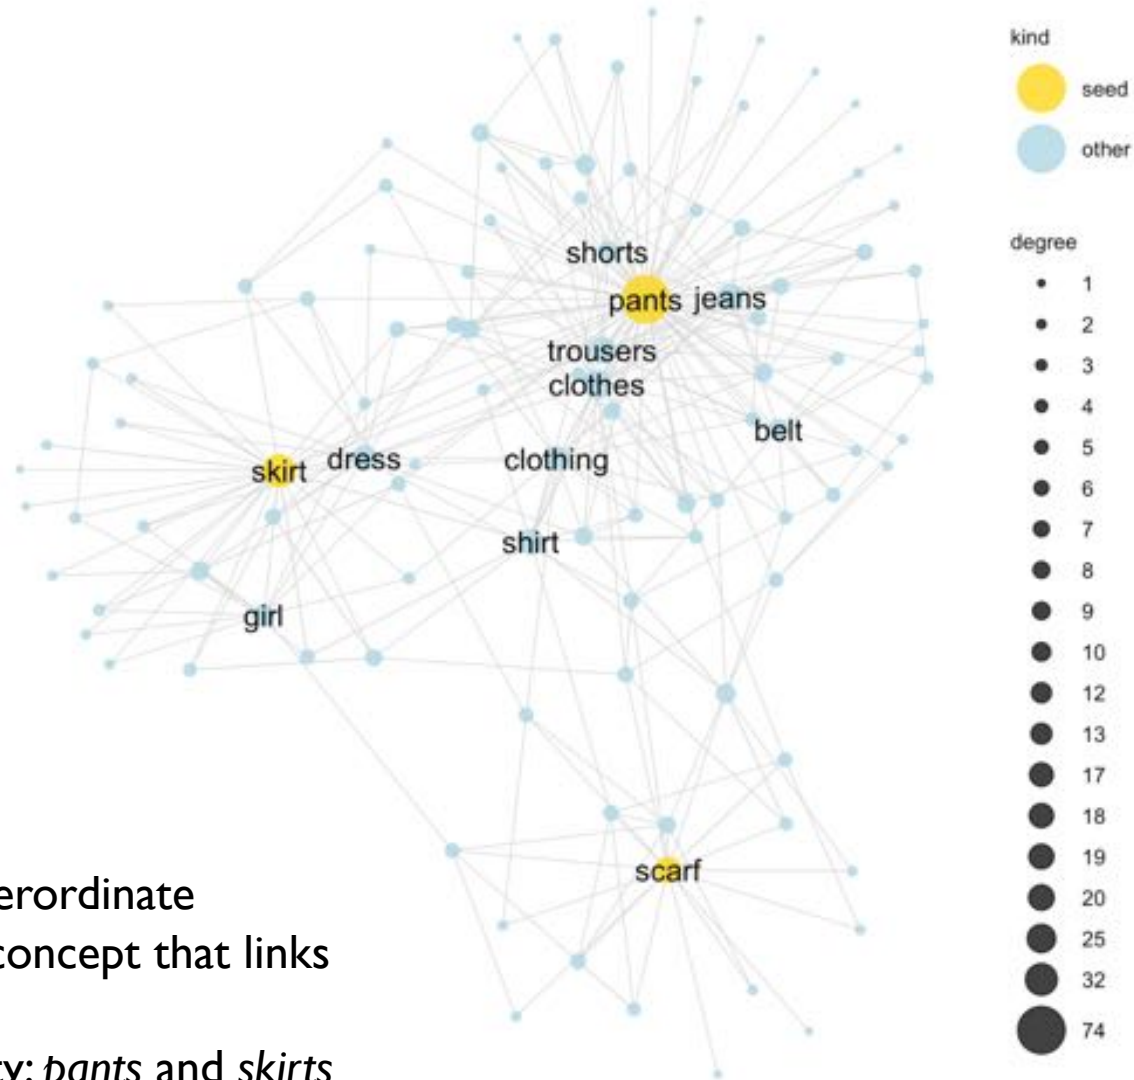 kind
seed
other
shorts
pants jeans
trousers
clothes
belt
skirt dress clothing
shirt
girl
scarf
degree
1
2
3
4
5
6
7
8
9
10
12
13
17
18
19
20
25
32
74
erordinate
concept that links
ty: pants and skirts